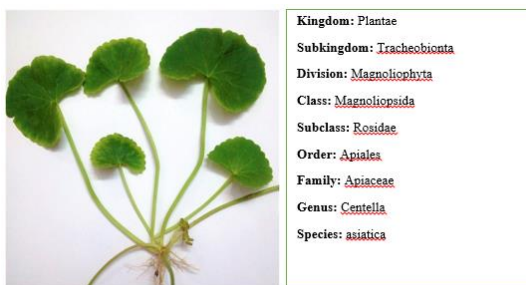 Kingdom: Plantae
Subkingdom: Tracheobionta
Division: Magnoliophyta
Class: Magnoliopsida
Subclass: Rosidae
Order: Apiales
Family: Apiaceae
Genus: Centella
Species: asiatica